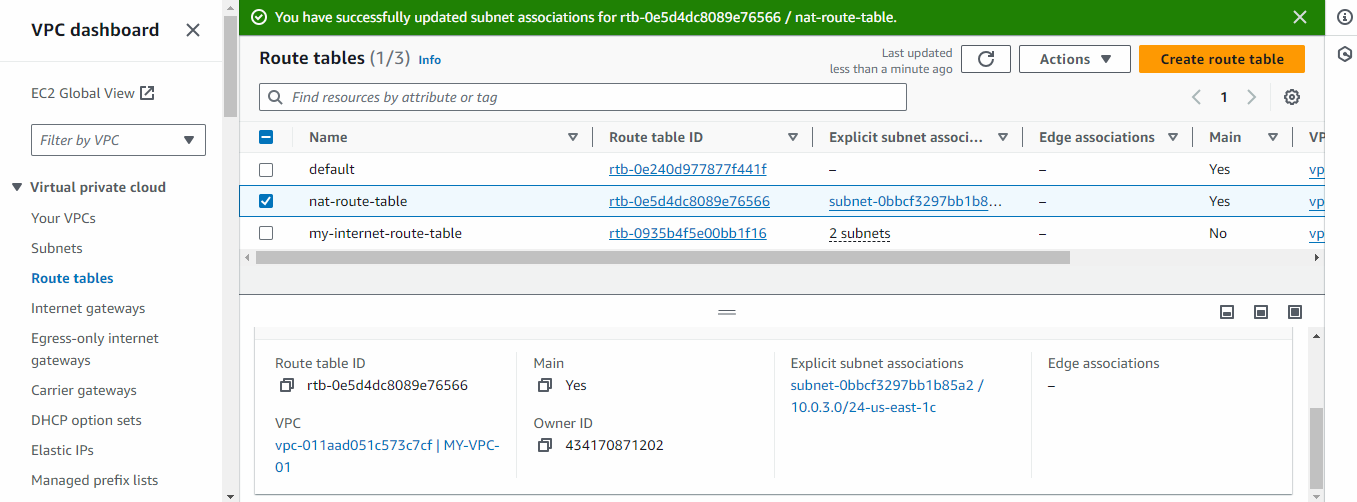 VPC dashboard
EC2 Global View
Filter by VPC
Virtual private cloud
Your VPCs
Subnets
Route tables
Internet gateways
Egress-only internet
gateways
Carrier gateways
DHCP option sets
Elastic IPs
Managed prefix lists
You have successfully updated subnet associations for rtb-0e5d4dc8089e76566 / nat-route-table.
Route tables (1/3) Info
Last updated
less than a minute ago
Actions
Create route table
Find resources by attribute or tag
1
Name Route table ID Explicit subnet associ... Edge associations Main VP
default rtb-0e240d977877f441f – – Yes vp
nat-route-table rtb-0e5d4dc8089e76566 subnet-0bbcf3297bb1b8... – Yes vp
my-internet-route-table rtb-0935b4f5e00bb1f16 2 subnets – No vp
Route table ID
rtb-0e5d4dc8089e76566
Main
Yes
Explicit subnet associations
subnet-0bbcf3297bb1b85a2 /
10.0.3.0/24-us-east-1c
Edge associations
–
VPC
vpc-011aad051c573c7cf | MY-VPC-
01
Owner ID
434170871202